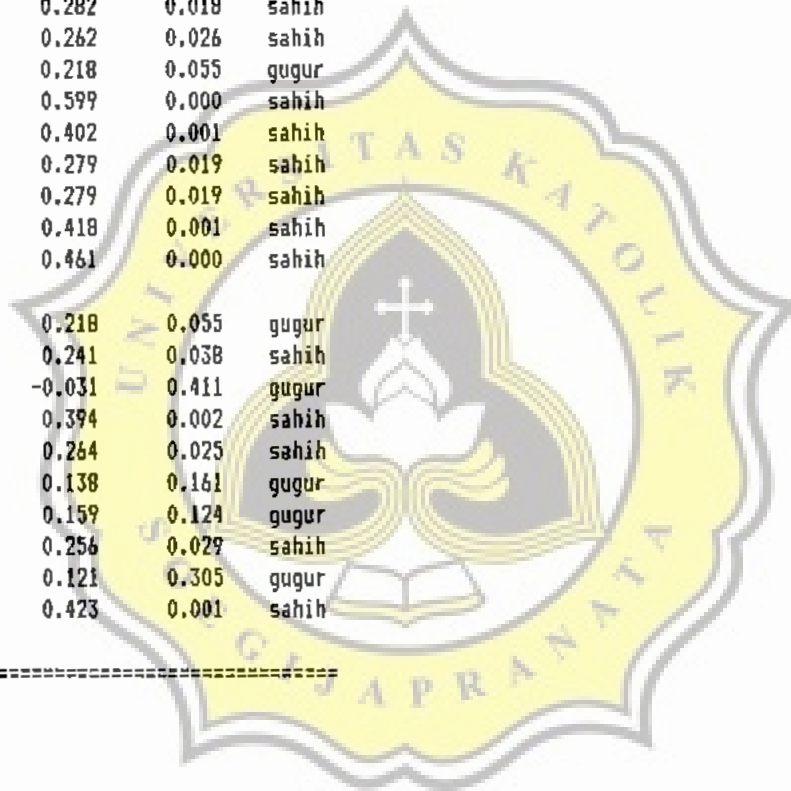 0.282 0.018 sahih
0.262 0.026 sahih
0.218 0.055 gugur
0.599 0.000 sahih
0.402 0.001 sahih
0.279 0.019 sahih
0.279 0.019 sahih
0.418 0.001 sahih
0.461 0.000 sahih
0.218 0.055 gugur
0.241 0.038 sahih
-0.031 0.411 gugur
0.394 0.002 sahih
0.264 0.025 sahih
0.138 0.161 gugur
0.159 0.124 gugur
0.256 0.029 sahih
0.121 0.305 gugur
0.423 0.001 sahih
UNIVERSITAS KATOLIK
SOEGIJAPRANATA